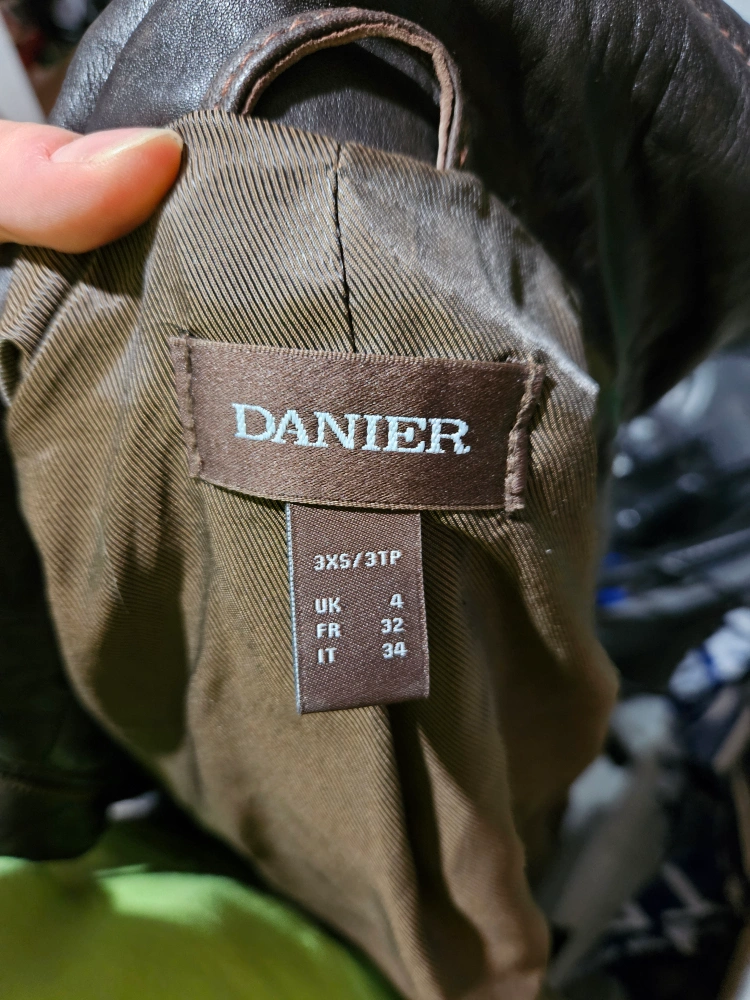 DANIER
3XS/3TP
UK 4
FR 32
IT 34